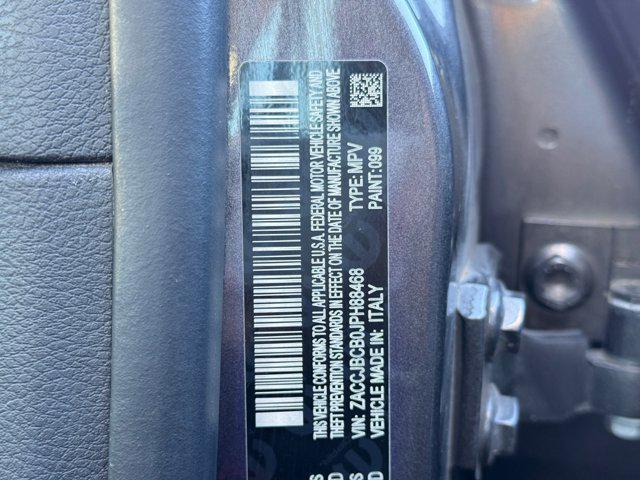 THIS VEHICLE CONFORMS TO ALL APPLICABLE U.S.A. FEDERAL MOTOR VEHICLE SAFETY AND
THEFT PREVENTION STANDARDS IN EFFECT ON THE DATE OF MANUFACTURE SHOWN ABOVE
VIN: ZACCJBCB0JPH88468 TYPE: MPV
VEHICLE MADE IN: ITALY PAINT: 099